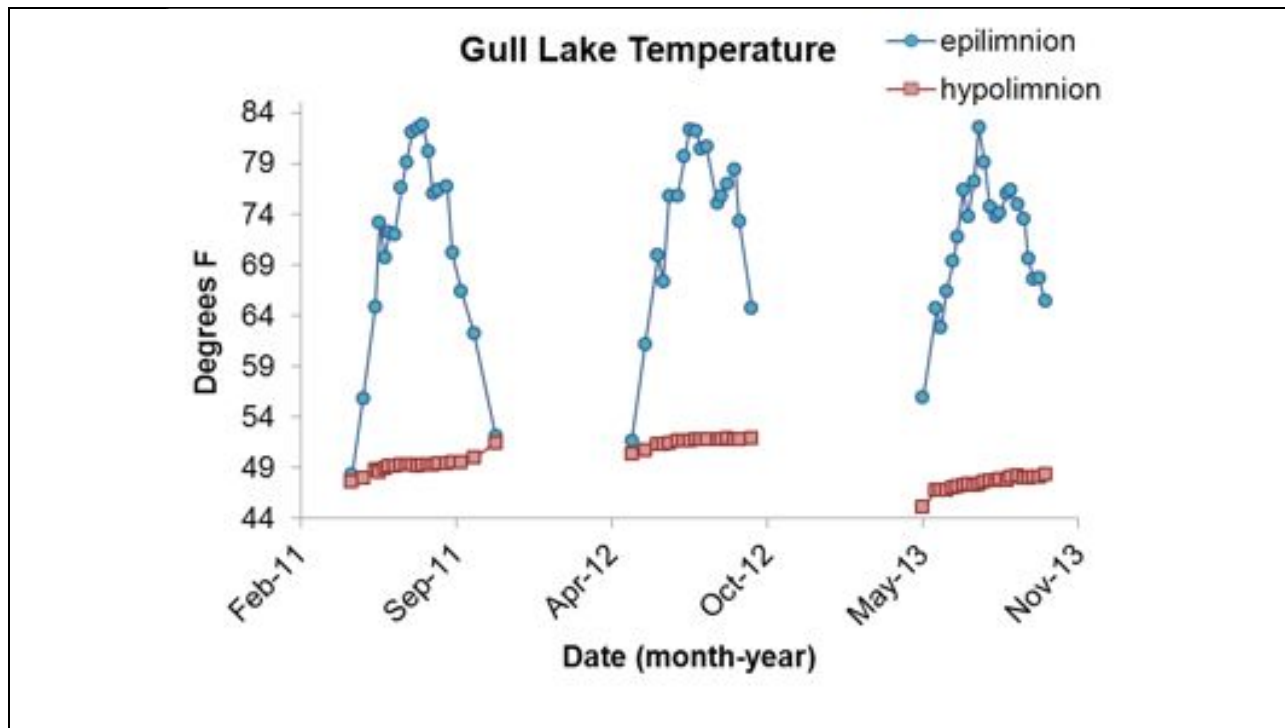 Gull Lake Temperature
epilimnion
hypolimnion
Degrees F
84
79
74
69
64
59
54
49
44
Feb-11
Sep-11
Apr-12
Oct-12
May-13
Nov-13
Date (month-year)